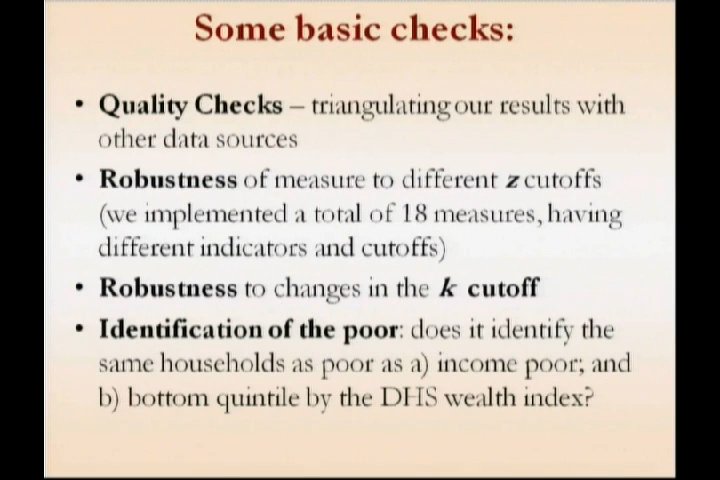 Some basic checks:
• Quality Checks – triangulating our results with
other data sources
• Robustness of measure to different z cutoffs
(we implemented a total of 18 measures, having
different indicators and cutoffs)
• Robustness to changes in the k cutoff
• Identification of the poor: does it identify the
same households as poor as a) income poor; and
b) bottom quintile by the DHS wealth index?